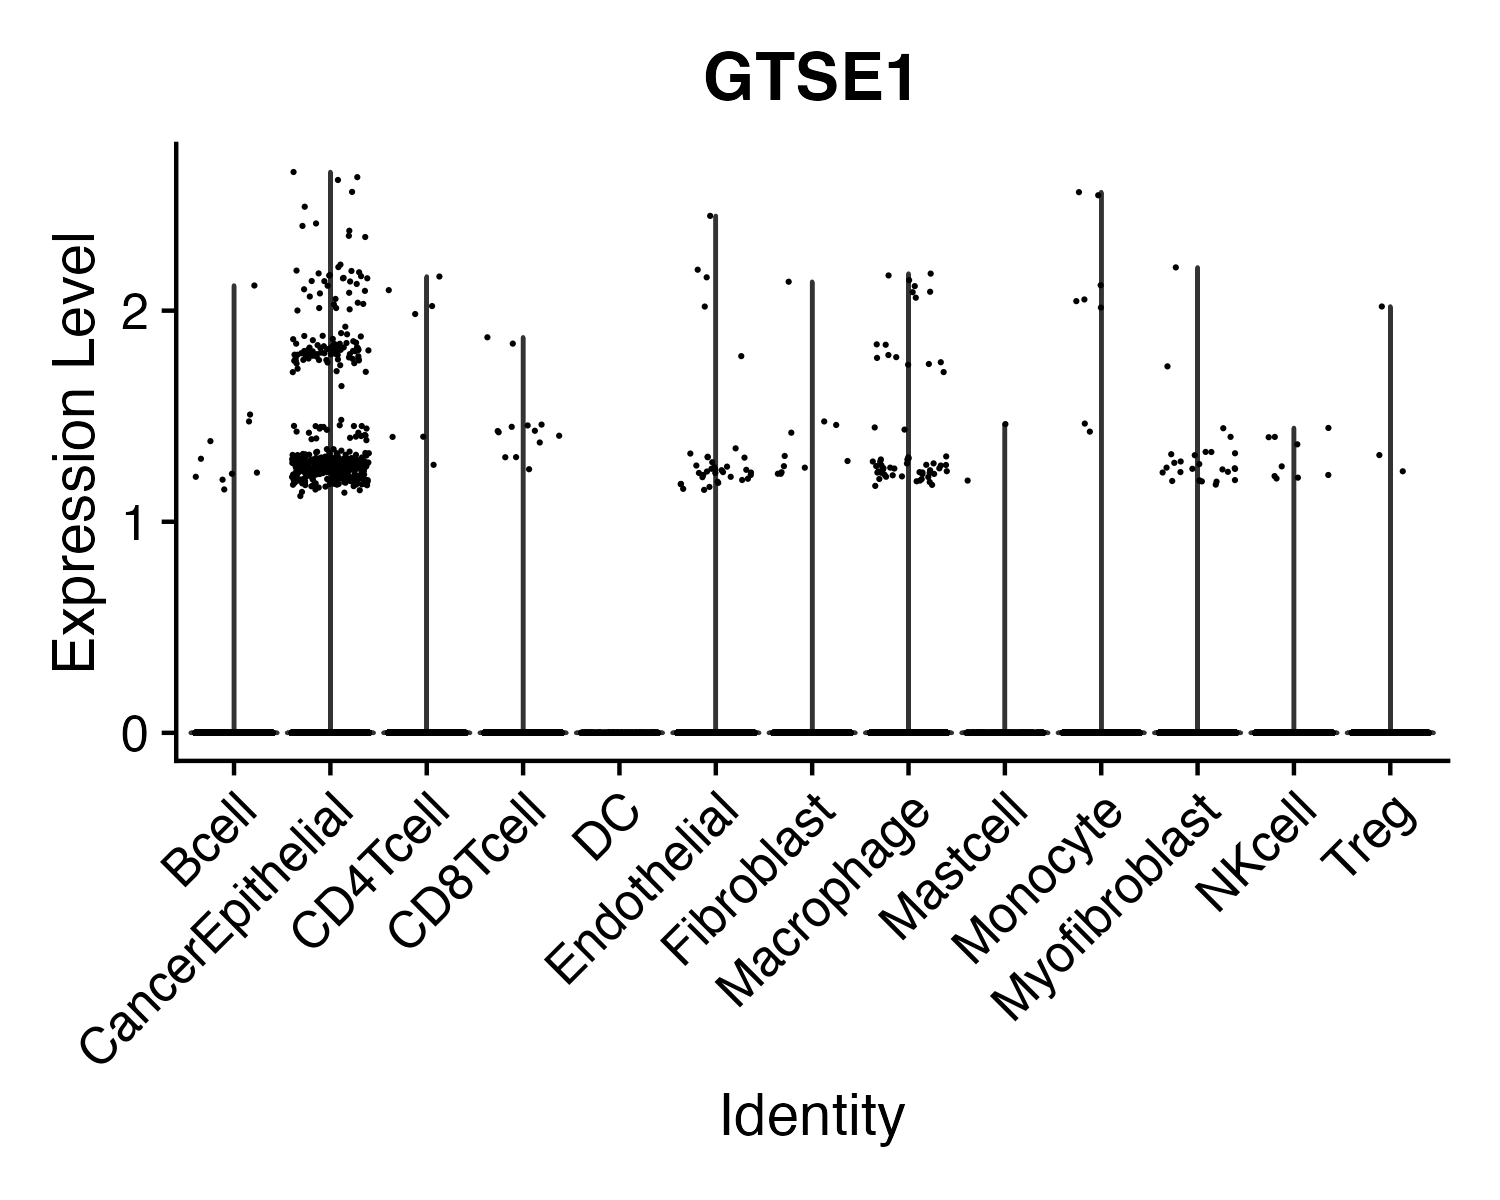 GTSE1
Expression Level
2
1
0
Bcell
CancerEpithelial
CD4Tcell
CD8Tcell
DC
Endothelial
Fibroblast
Macrophage
Mastcell
Monocyte
Myofibroblast
NKcell
Treg
Identity